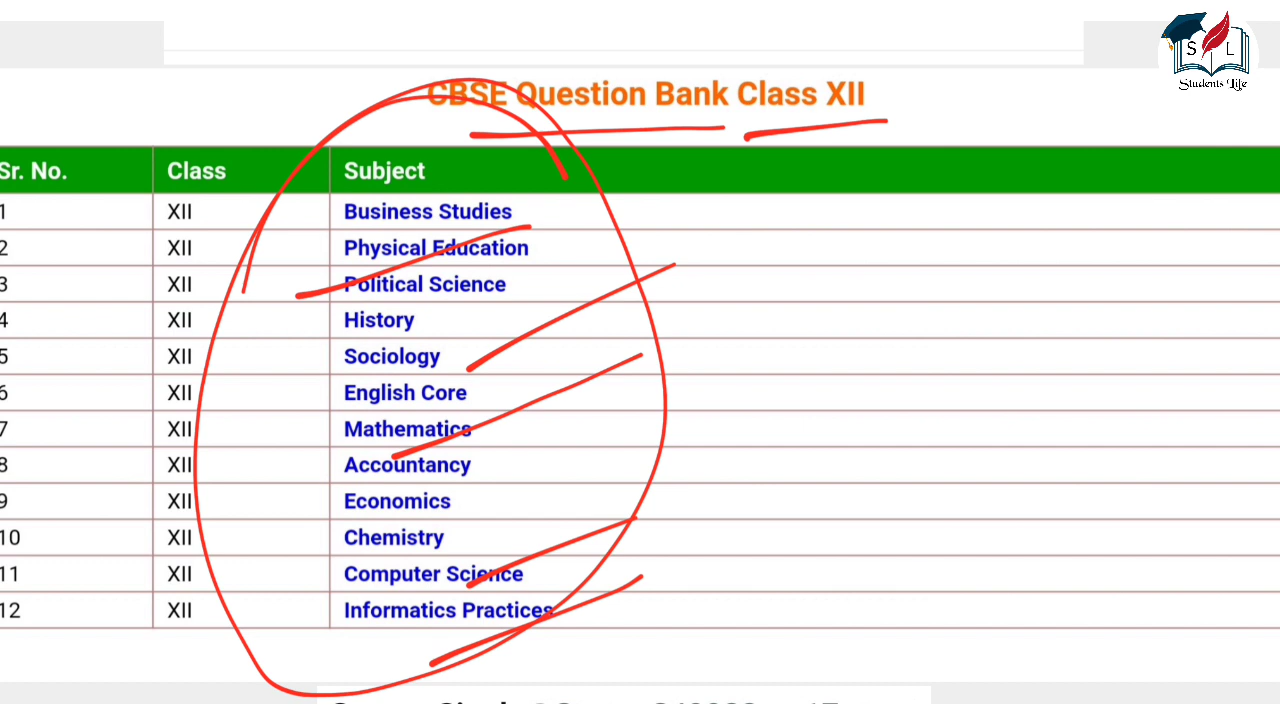 S L
Students Life
CBSE Question Bank Class XII
Sr. No. Class Subject
1 XII Business Studies
2 XII Physical Education
3 XII Political Science
4 XII History
5 XII Sociology
6 XII English Core
7 XII Mathematics
8 XII Accountancy
9 XII Economics
10 XII Chemistry
11 XII Computer Science
12 XII Informatics Practices